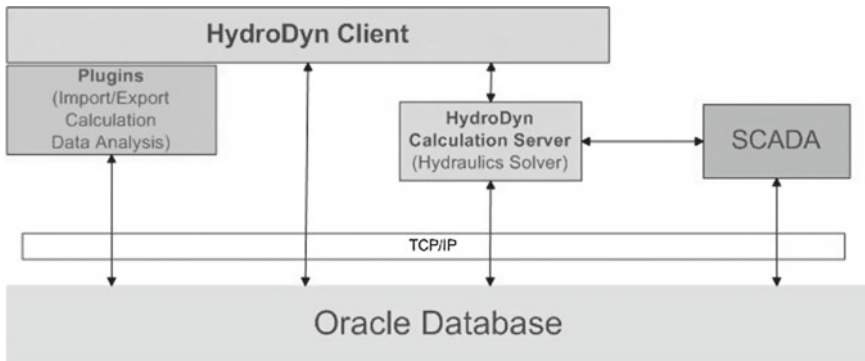 HydroDyn Client
Plugins
(Import/Export
Calculation
Data Analysis)
HydroDyn
Calculation Server
(Hydraulics Solver)
SCADA
TCP/IP
Oracle Database